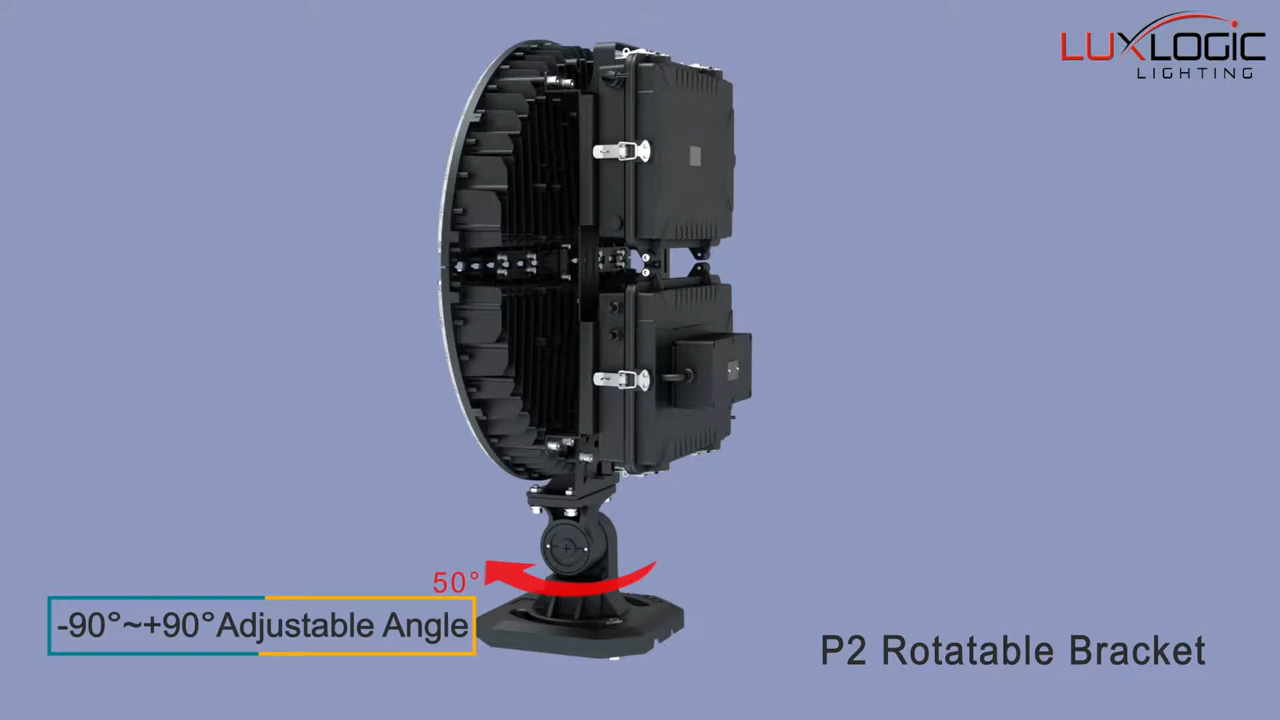 LUXLOGIC
LIGHTING
50°
-90°~+90°Adjustable Angle
P2 Rotatable Bracket